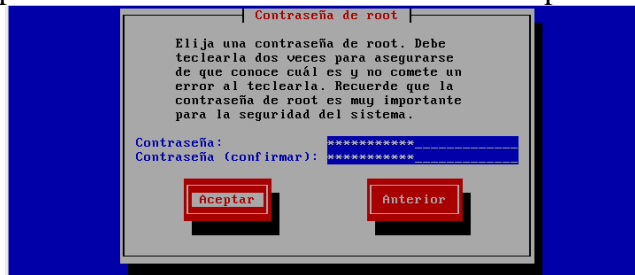 Contraseña de root
Elija una contraseña de root. Debe
teclearla dos veces para asegurarse
de que conoce cuál es y no comete un
error al teclearla. Recuerde que la
contraseña de root es muy importante
para la seguridad del sistema.
Contraseña: ***********
Contraseña (confirmar): ***********
Aceptar Anterior